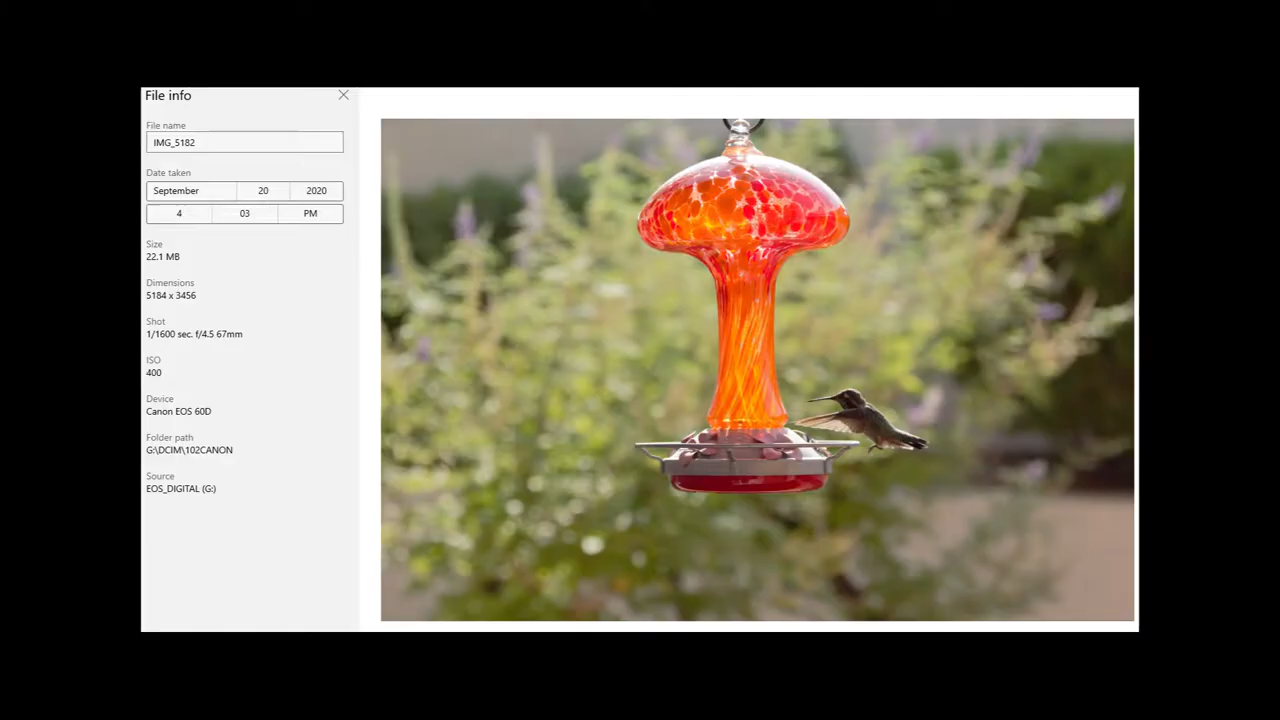 File info
File name
IMG_5182
Date taken
September 20 2020
4 03 PM
Size
22.1 MB
Dimensions
5184 x 3456
Shot
1/1600 sec. f/4.5 67mm
ISO
400
Device
Canon EOS 60D
Folder path
G:\DCIM\102CANON
Source
EOS_DIGITAL (G:)